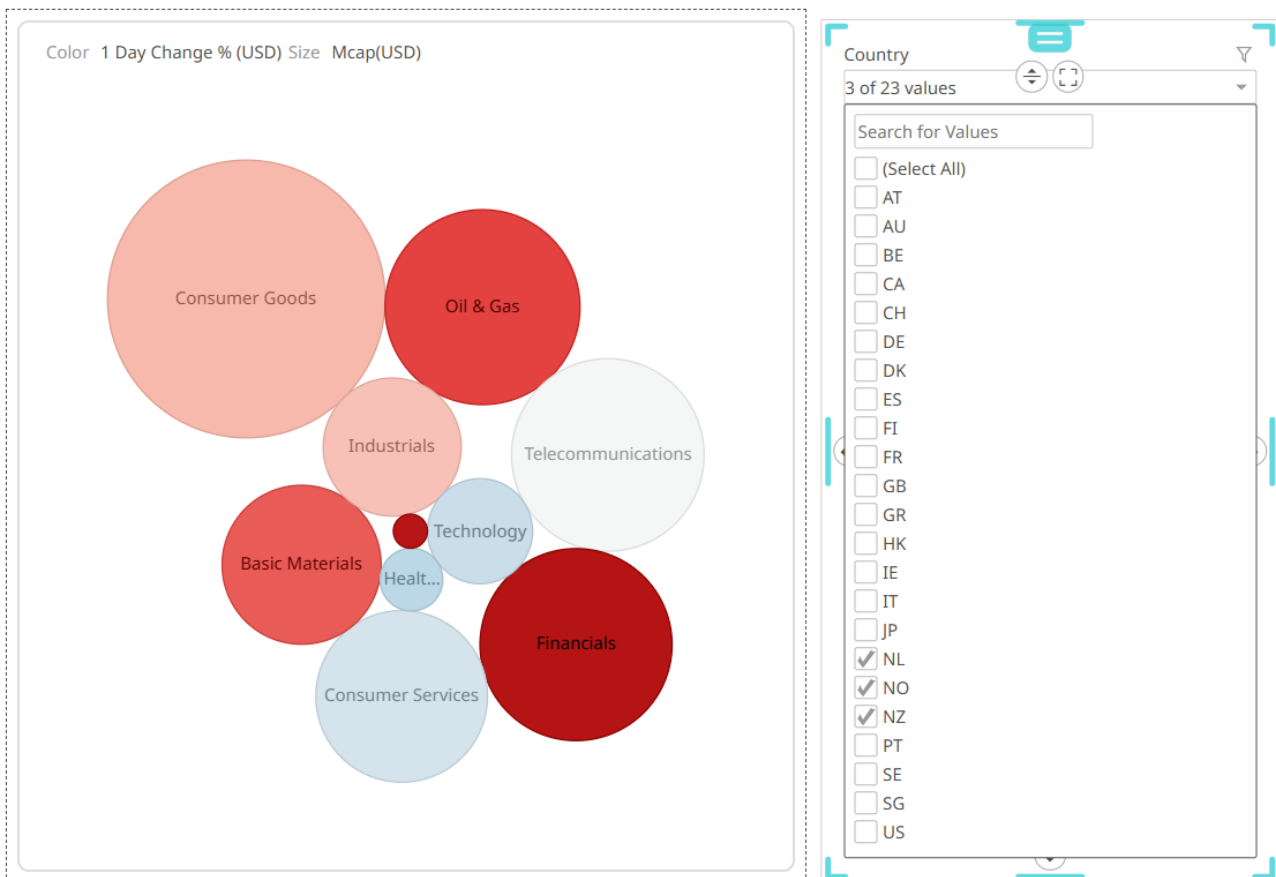 Color 1 Day Change % (USD) Size Mcap(USD)
Consumer Goods
Oil & Gas
Industrials
Telecommunications
Technology
Basic Materials
Healt...
Financials
Consumer Services
Country
3 of 23 values
Search for Values
(Select All)
AT
AU
BE
CA
CH
DE
DK
ES
FI
FR
GB
GR
HK
IE
IT
JP
NL
NO
NZ
PT
SE
SG
US